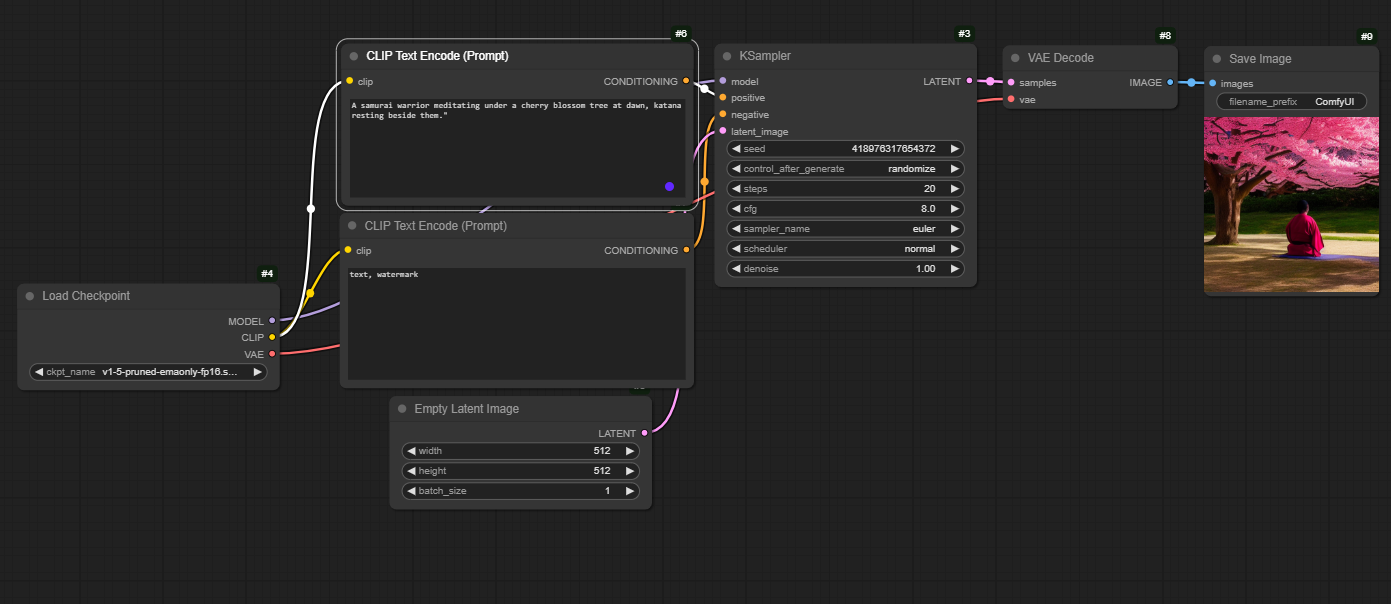 #6
CLIP Text Encode (Prompt)
clip
CONDITIONING
A samurai warrior meditating under a cherry blossom tree at dawn, katana
resting beside them."
CLIP Text Encode (Prompt)
clip
CONDITIONING
text, watermark
#4
Load Checkpoint
MODEL
CLIP
VAE
ckpt_name v1-5-pruned-emaonly-fp16.s...
Empty Latent Image
LATENT
width 512
height 512
batch_size 1
#3
KSampler
model
LATENT
positive
negative
latent_image
seed 418976317654372
control_after_generate randomize
steps 20
cfg 8.0
sampler_name euler
scheduler normal
denoise 1.00
#8
VAE Decode
samples
IMAGE
vae
#9
Save Image
images
filename_prefix ComfyUI